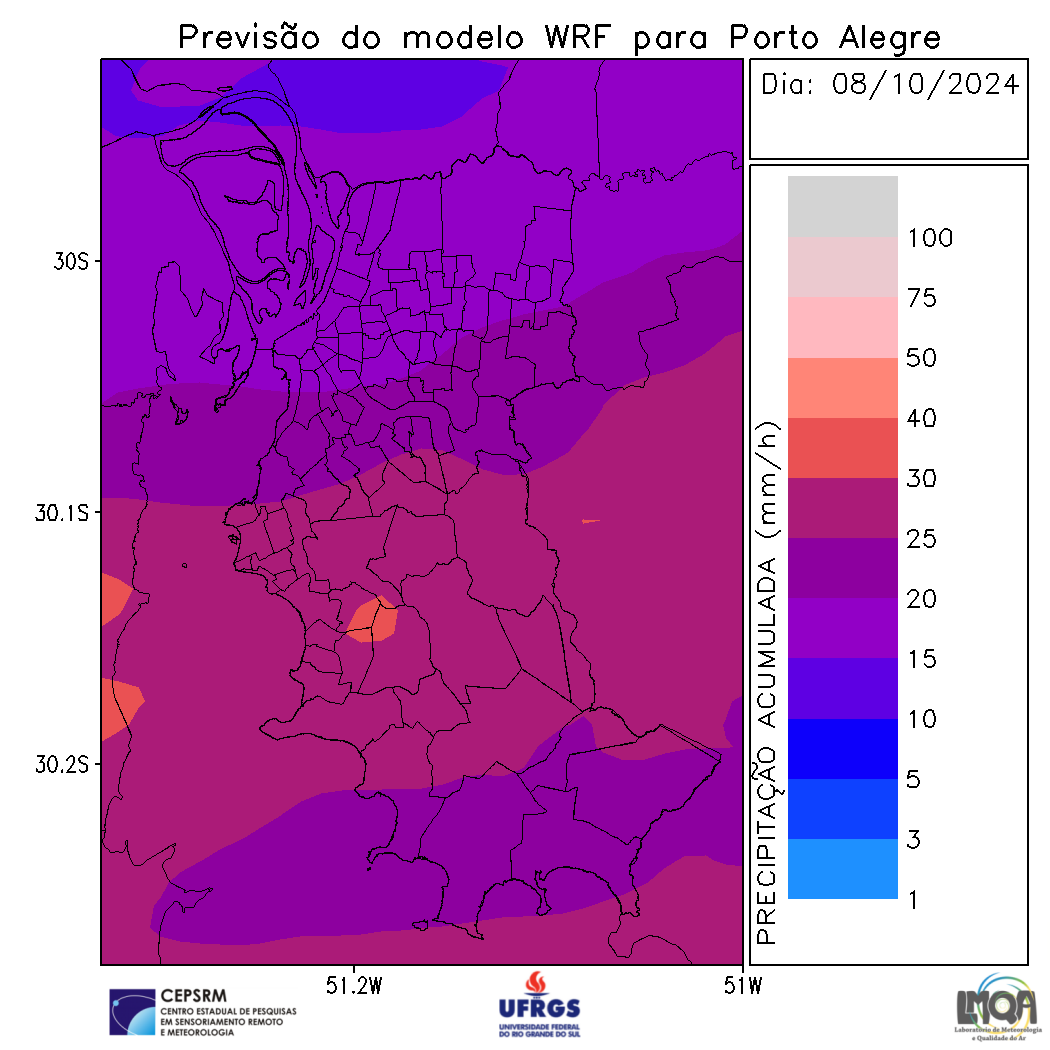 Previsão do modelo WRF para Porto Alegre
Dia: 08/10/2024
30S
30.1S
30.2S
51.2W
51W
PRECIPITAÇÃO ACUMULADA (mm/h)
100
75
50
40
30
25
20
15
10
5
3
1
CEPSRM
CENTRO ESTADUAL DE PESQUISAS
EM SENSORIAMENTO REMOTO
E METEOROLOGIA
UFRGS
UNIVERSIDADE FEDERAL
DO RIO GRANDE DO SUL
LMQA
Laboratório de Meteorologia
e Qualidade do Ar